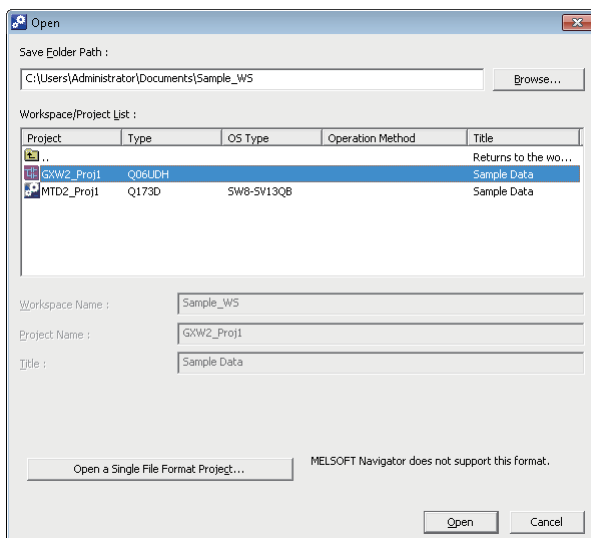 Open
Save Folder Path :
C:\Users\Administrator\Documents\Sample_WS
Browse...
Workspace/Project List :
Project Type OS Type Operation Method Title
.. Returns to the wo...
GXW2_Proj1 Q06UDH Sample Data
MTD2_Proj1 Q173D SW8-SV13QB Sample Data
Workspace Name : Sample_WS
Project Name : GXW2_Proj1
Title : Sample Data
Open a Single File Format Project... MELSOFT Navigator does not support this format.
Open Cancel